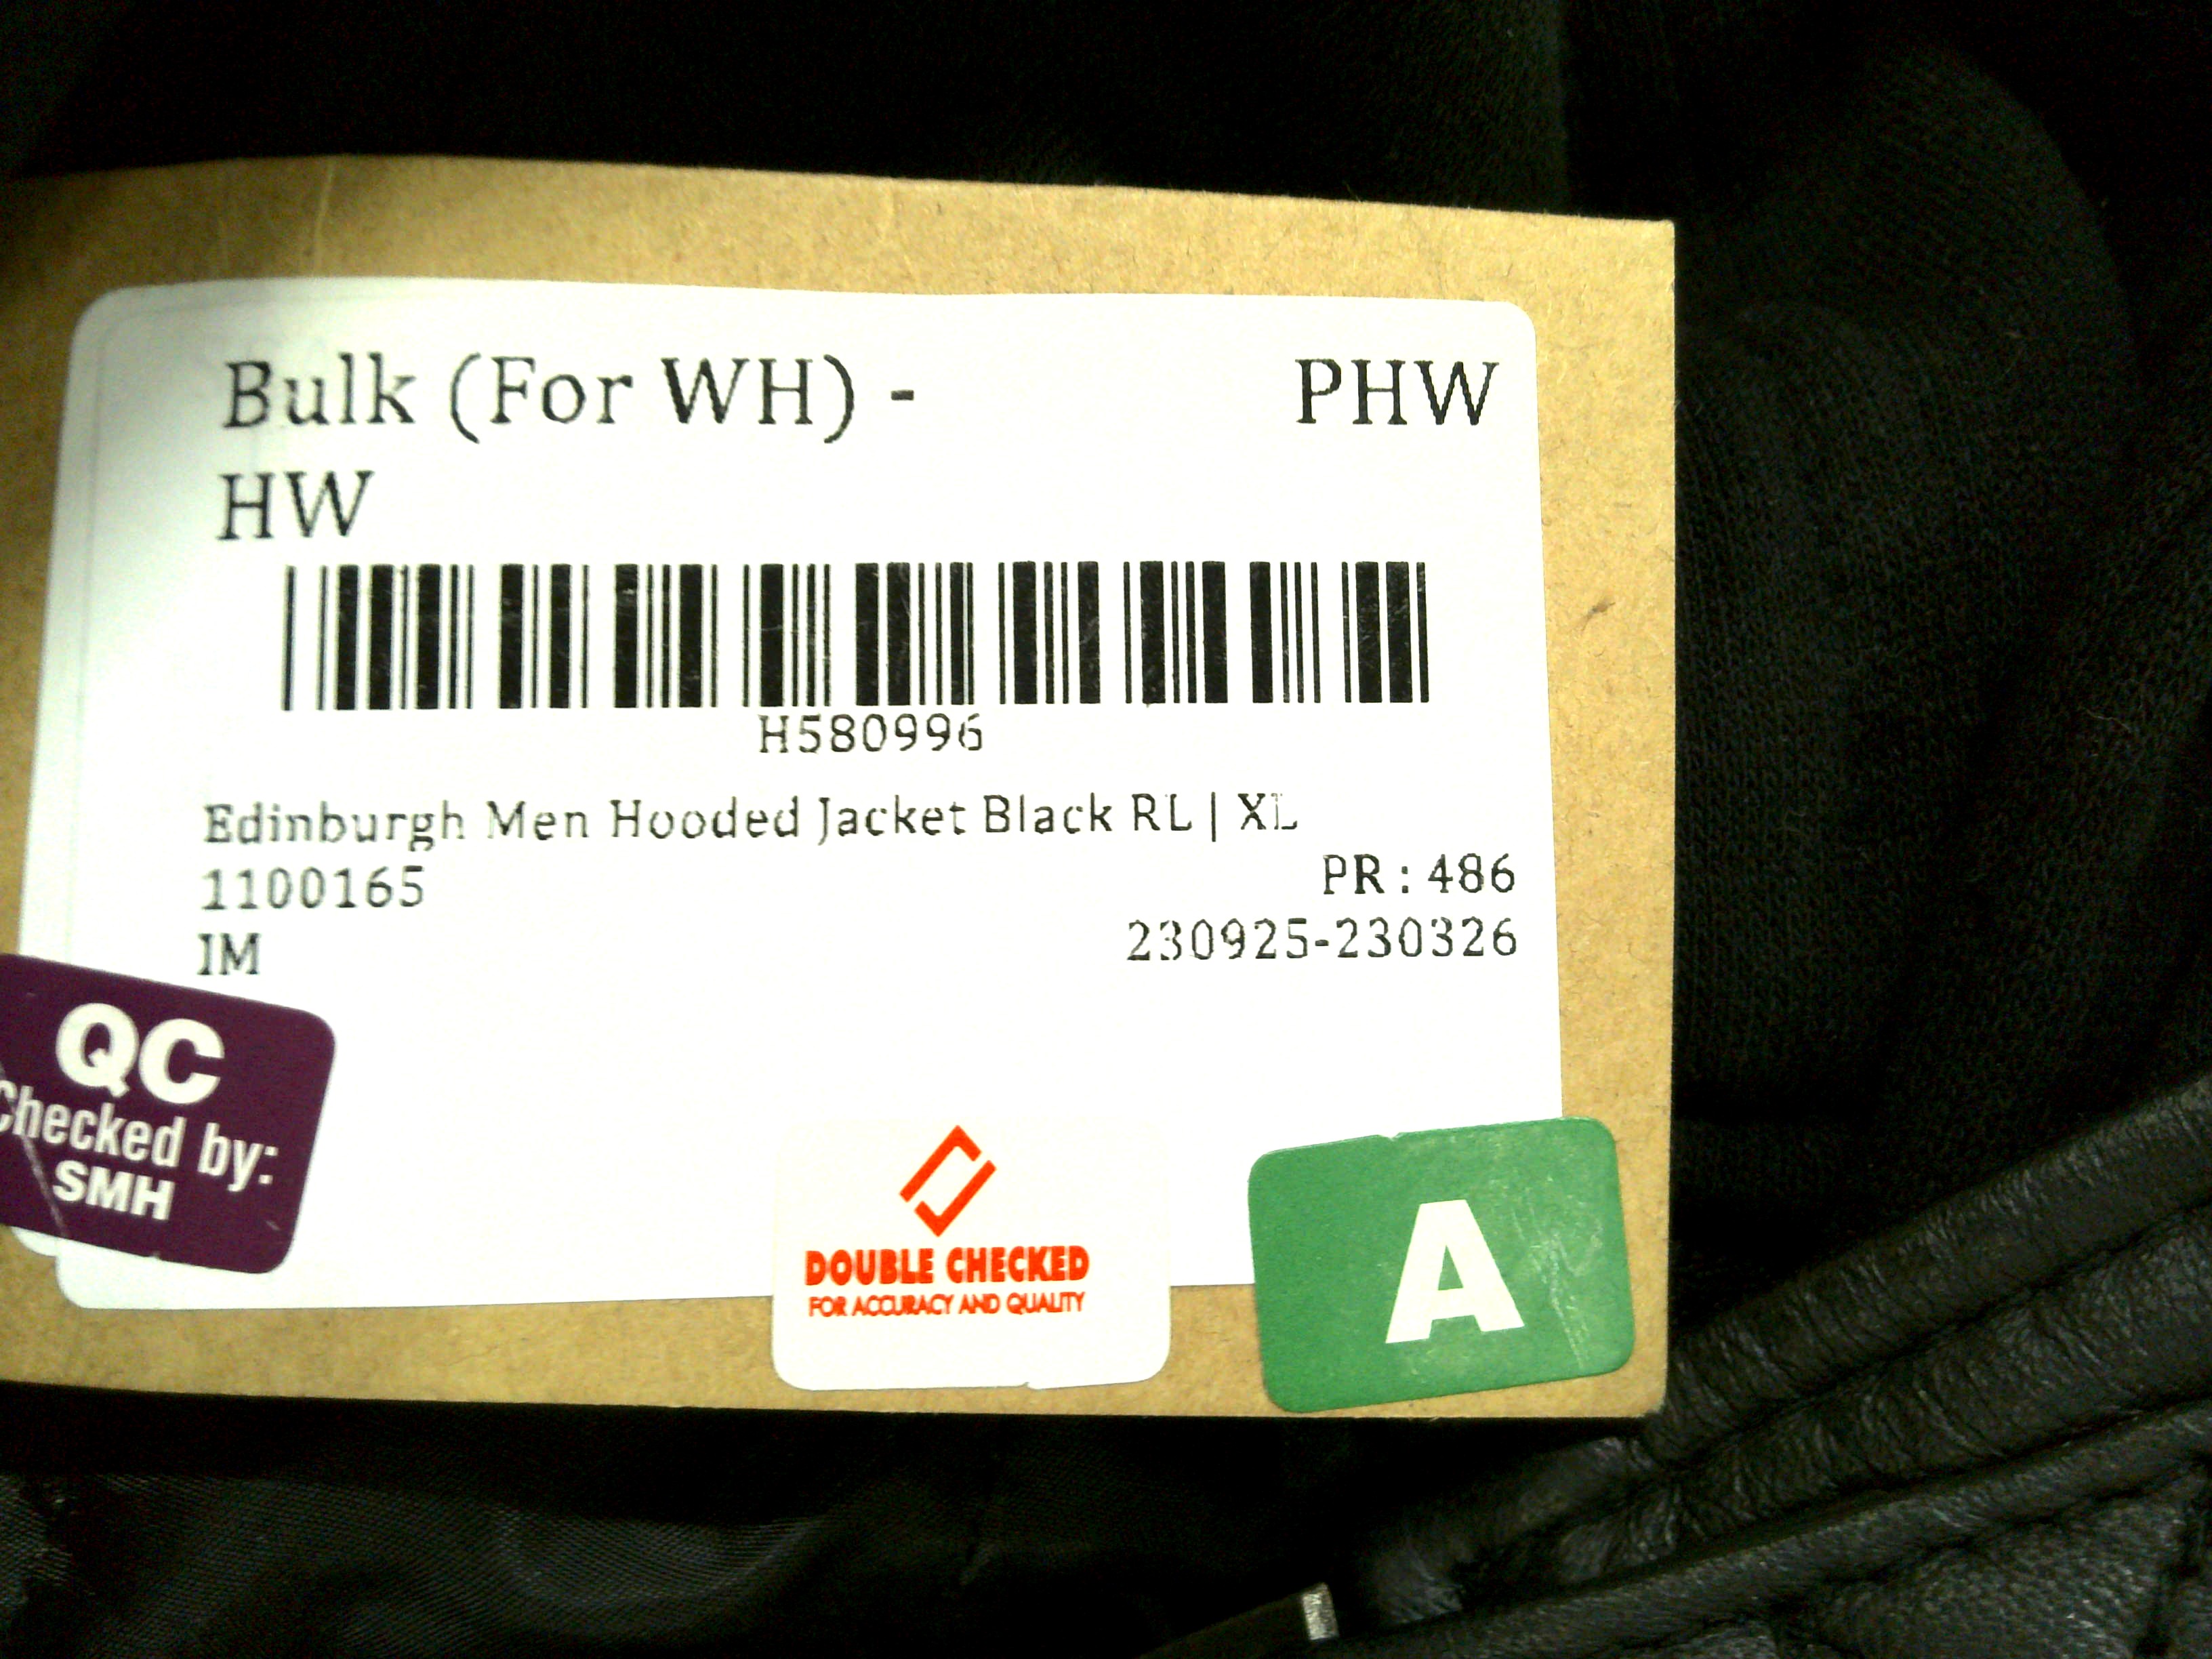 Bulk (For WH) - PHW
HW
H580996
Edinburgh Men Hooded Jacket Black RL | XL
1100165 PR : 486
IM 230925-230326
QC
Checked by:
SMH
DOUBLE CHECKED
FOR ACCURACY AND QUALITY
A